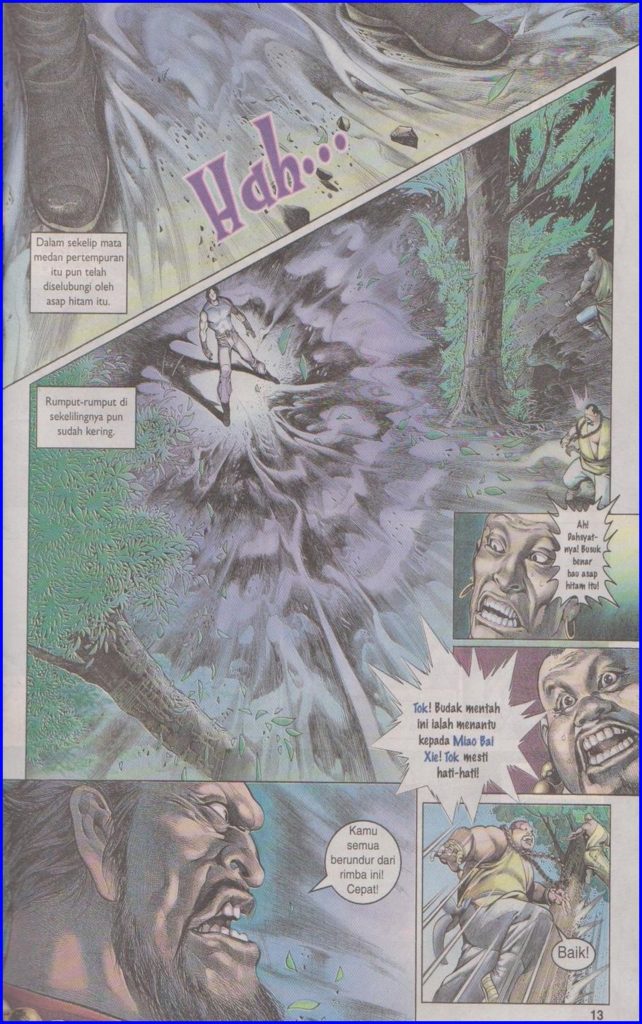 Hah...
Dalam sekelip mata
medan pertempuran
itu pun telah
diselubungi oleh
asap hitam itu.
Rumput-rumput di
sekelilingnya pun
sudah kering.
Ah!
Dahsyat-
nya! Busuk
benar
bau asap
hitam itu!
Tok! Budak mentah
ini ialah menantu
kepada Miao Bai
Xie! Tok mesti
hati-hati!
Kamu
semua
berundur dari
rimba ini!
Cepat!
Baik!
13